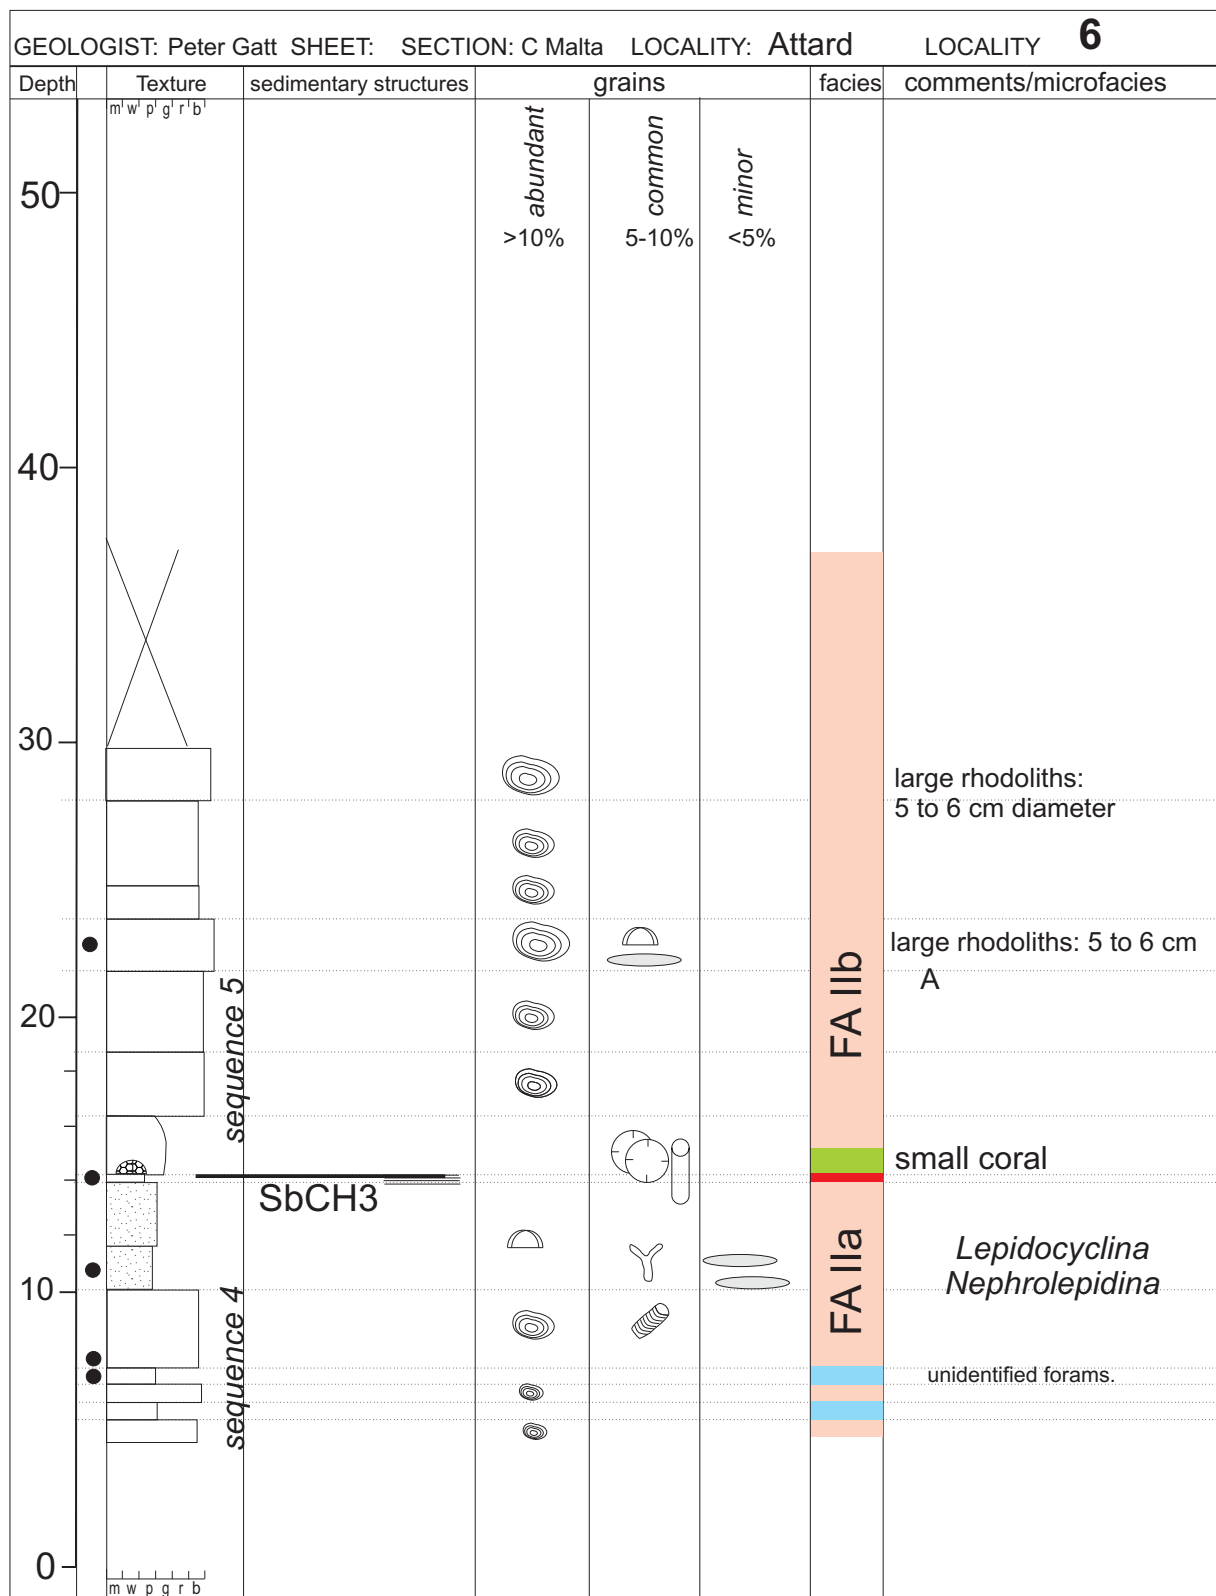 GEOLOGIST: Peter Gatt SHEET: SECTION: C Malta LOCALITY: Attard LOCALITY 6
Depth Texture sedimentary structures grains facies comments/microfacies
m w p g r b
abundant
>10%
common
5-10%
minor
<5%
50
40
30
20
10
0
large rhodoliths:
5 to 6 cm diameter
large rhodoliths: 5 to 6 cm
A
sequence 5
FA IIb
small coral
SbCH3
Lepidocyclina
Nephrolepidina
FA IIa
sequence 4
unidentified forams.
m w p g r b